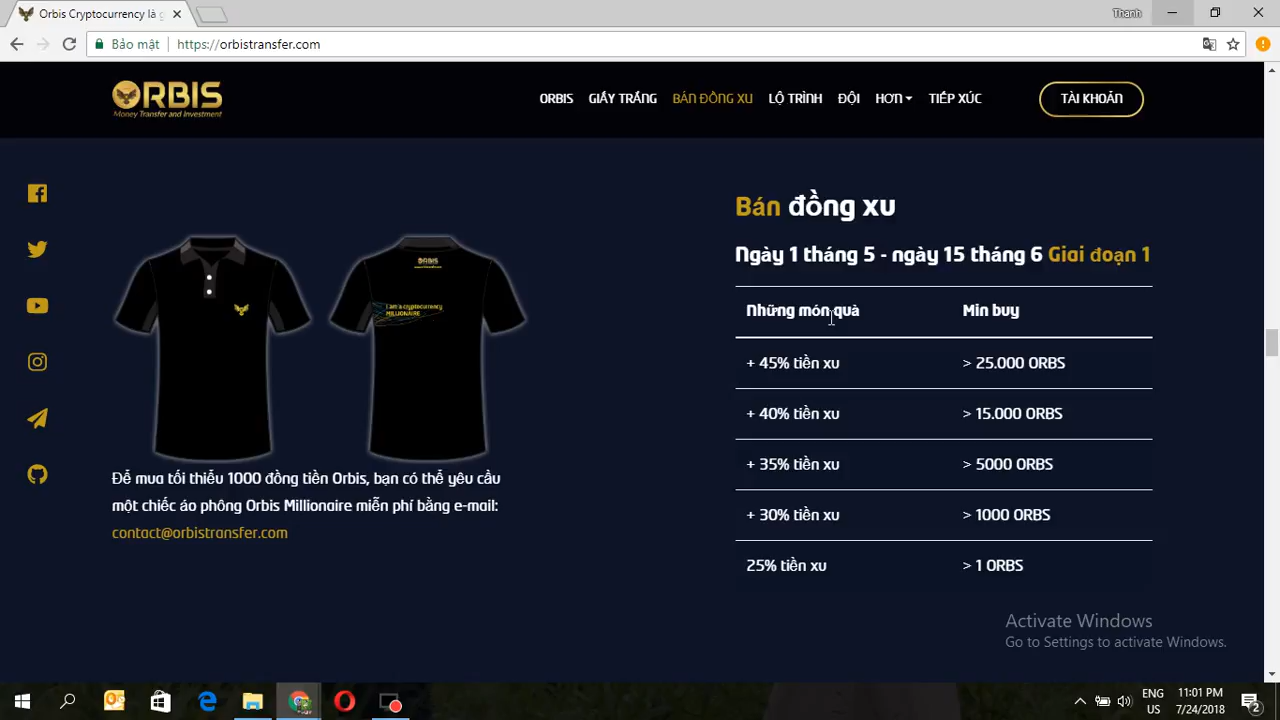 Orbis Cryptocurrency là g
Thanh
Bảo mật
https://orbistransfer.com
ORBIS
Money Transfer and Investment
ORBIS
GIẤY TRẮNG
BÁN ĐỒNG XU
LỘ TRÌNH
ĐỘI
HƠN
TIẾP XÚC
TÀI KHOẢN
ORBIS
I am a cryptocurrency
MILLIONAIRE
Để mua tối thiểu 1000 đồng tiền Orbis, bạn có thể yêu cầu
một chiếc áo phông Orbis Millionaire miễn phí bằng e-mail:
contact@orbistransfer.com
Bán đồng xu
Ngày 1 tháng 5 - ngày 15 tháng 6 Giai đoạn 1
Những món quà Min buy
+ 45% tiền xu > 25.000 ORBS
+ 40% tiền xu > 15.000 ORBS
+ 35% tiền xu > 5000 ORBS
+ 30% tiền xu > 1000 ORBS
25% tiền xu > 1 ORBS
Activate Windows
Go to Settings to activate Windows.
ENG
US
11:01 PM
7/24/2018
2